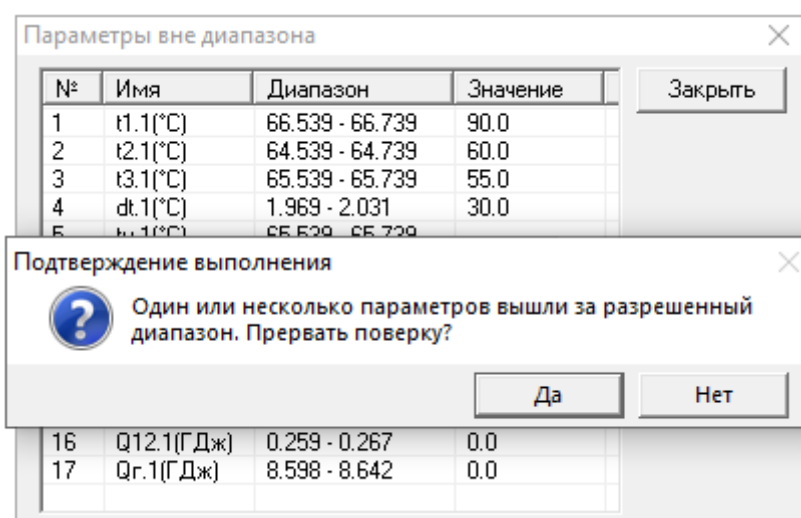 Параметры вне диапазона
№ Имя Диапазон Значение Закрыть
1 t1.1(°C) 66.539 - 66.739 90.0
2 t2.1(°C) 64.539 - 64.739 60.0
3 t3.1(°C) 65.539 - 65.739 55.0
4 dt.1(°C) 1.969 - 2.031 30.0
65.539 - 65.739
Подтверждение выполнения
Один или несколько параметров вышли за разрешенный
диапазон. Прервать поверку?
Да Нет
16 Q12.1(ГДж) 0.259 - 0.267 0.0
17 Qг.1(ГДж) 8.598 - 8.642 0.0